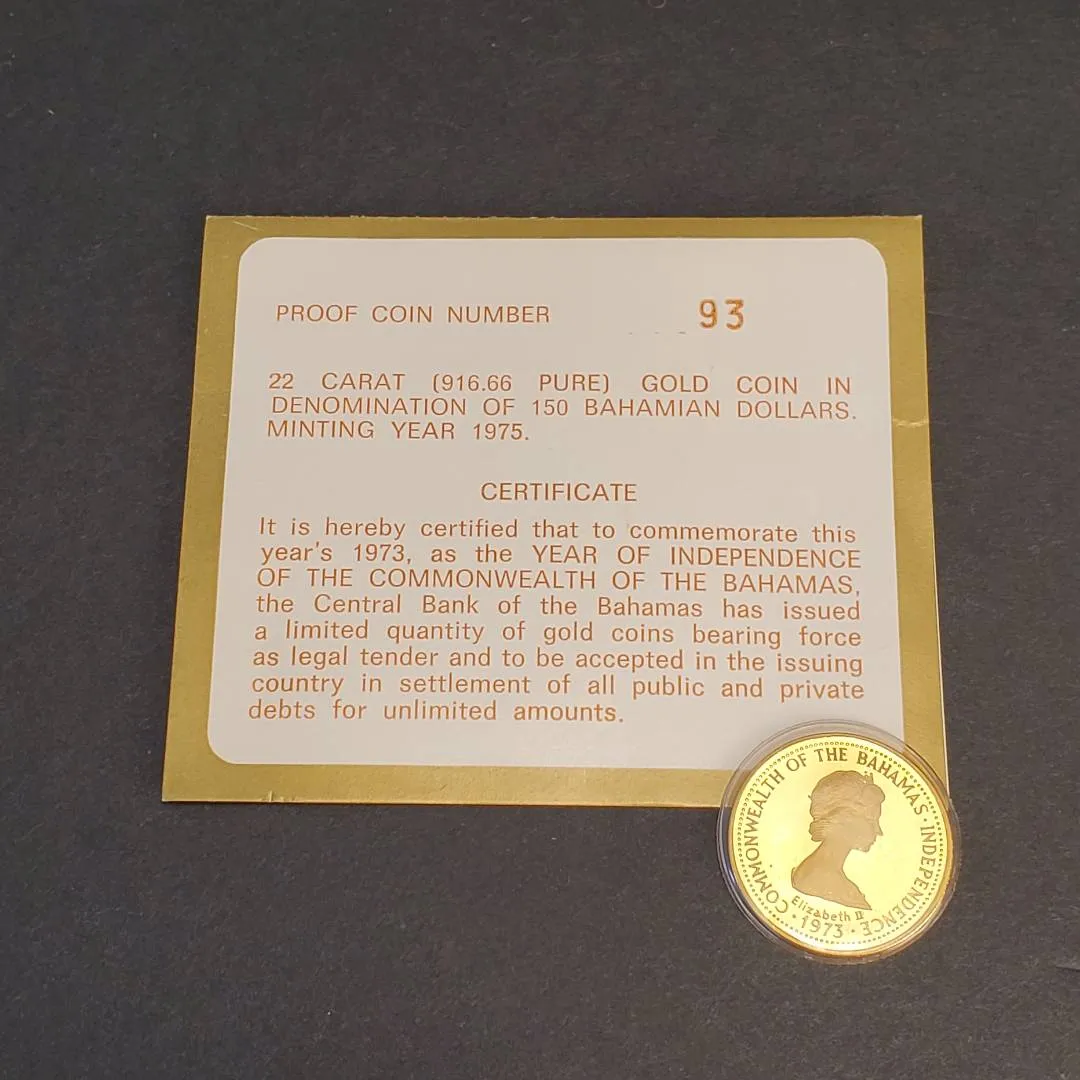 PROOF COIN NUMBER 93
22 CARAT (916.66 PURE) GOLD COIN IN
DENOMINATION OF 150 BAHAMIAN DOLLARS.
MINTING YEAR 1975.
CERTIFICATE
It is hereby certified that to commemorate this
year's 1973, as the YEAR OF INDEPENDENCE
OF THE COMMONWEALTH OF THE BAHAMAS,
the Central Bank of the Bahamas has issued
a limited quantity of gold coins bearing force
as legal tender and to be accepted in the issuing
country in settlement of all public and private
debts for unlimited amounts.
COMMONWEALTH OF THE BAHAMAS · INDEPENDENCE
Elizabeth II
· 1973 ·